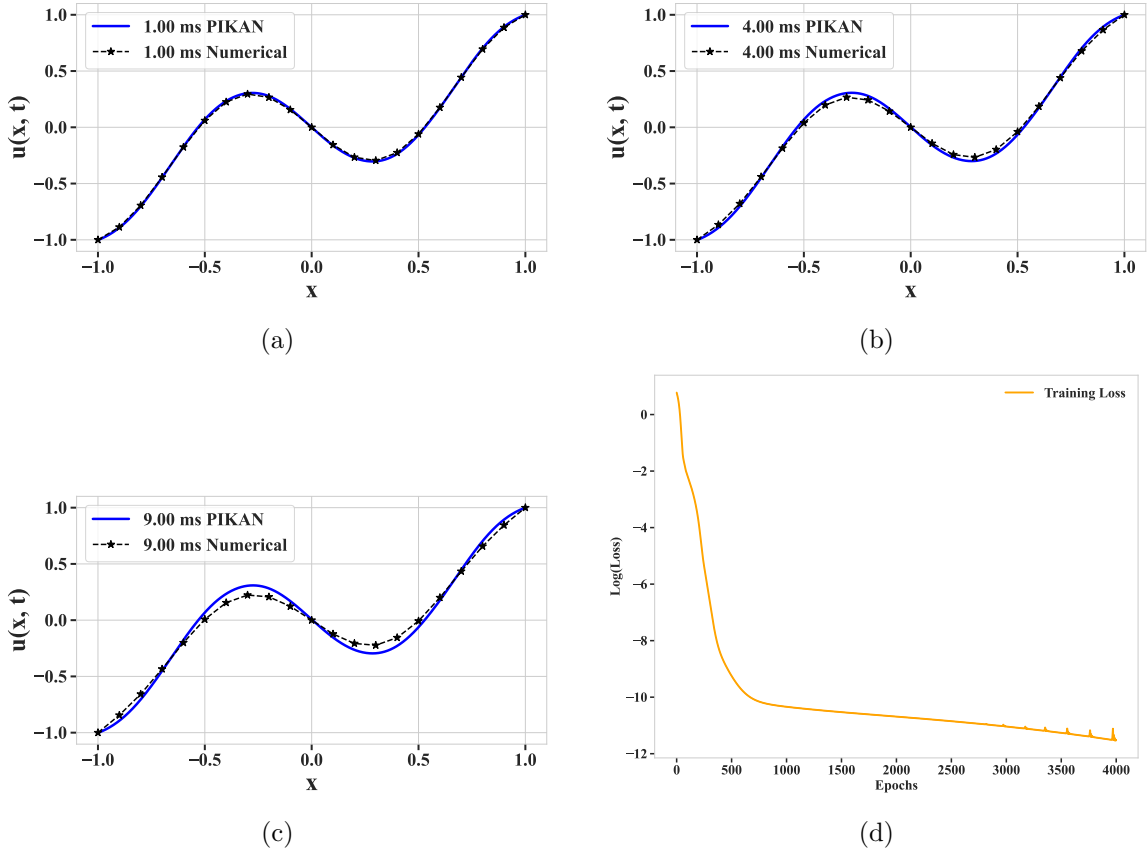 1.0
0.5
0.0
−0.5
−1.0
u(x, t)
1.00 ms PIKAN
1.00 ms Numerical
−1.0 −0.5 0.0 0.5 1.0
x
(a)
1.0
0.5
0.0
−0.5
−1.0
u(x, t)
4.00 ms PIKAN
4.00 ms Numerical
−1.0 −0.5 0.0 0.5 1.0
x
(b)
1.0
0.5
0.0
−0.5
−1.0
u(x, t)
9.00 ms PIKAN
9.00 ms Numerical
−1.0 −0.5 0.0 0.5 1.0
x
(c)
0
−2
−4
−6
−8
−10
−12
Log(Loss)
Training Loss
0 500 1000 1500 2000 2500 3000 3500 4000
Epochs
(d)